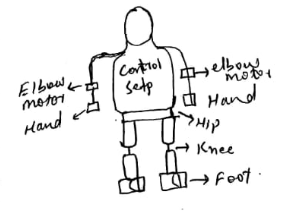 Control
Setp
Elbow
motor
Hand
elbow
motor
Hand
Hip
Knee
Foot.